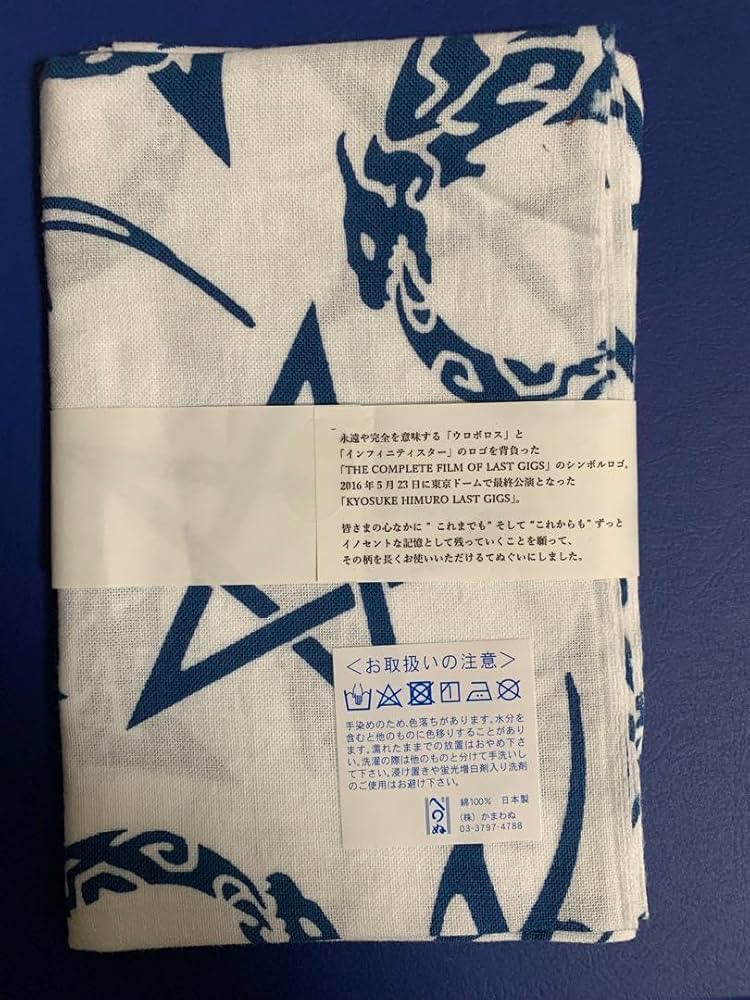 永遠や完全を意味する「ウロボロス」と
「インフィニティスター」のロゴを背負った
「THE COMPLETE FILM OF LAST GIGS」のシンボルロゴ。
2016年5月23日に東京ドームで最終公演となった
「KYOSUKE HIMURO LAST GIGS」。
皆さまの心なかに”これまでも”そして“これからも”ずっと
イノセントな記憶として残っていくことを願って、
その柄を長くお使いいただけるてぬぐいにしました。
＜お取扱いの注意＞
手染めのため、色落ちがあります。水分を
含むと他のものに色移りすることがあり
ます。濡れたままでの放置はおやめ下さ
い。洗濯の際は他のものと分けて手洗いし
て下さい。浸け置きや蛍光増白剤入り洗剤
のご使用はお避け下さい。
綿100% 日本製
(株) かまわぬ
03-3797-4788